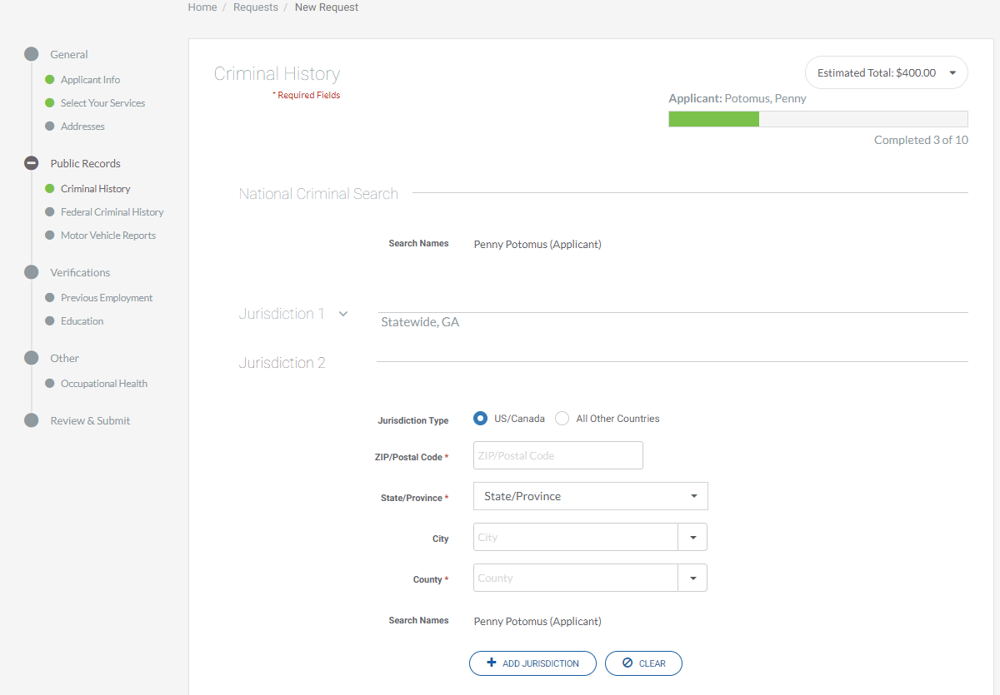 Home / Requests / New Request
General
Applicant Info
Select Your Services
Addresses
Public Records
Criminal History
Federal Criminal History
Motor Vehicle Reports
Verifications
Previous Employment
Education
Other
Occupational Health
Review & Submit
Criminal History
* Required Fields
Estimated Total: $400.00
Applicant: Potomus, Penny
Completed 3 of 10
National Criminal Search
Search Names Penny Potomus (Applicant)
Jurisdiction 1
Statewide, GA
Jurisdiction 2
Jurisdiction Type US/Canada All Other Countries
ZIP/Postal Code * ZIP/Postal Code
State/Province * State/Province
City City
County * County
Search Names Penny Potomus (Applicant)
ADD JURISDICTION CLEAR